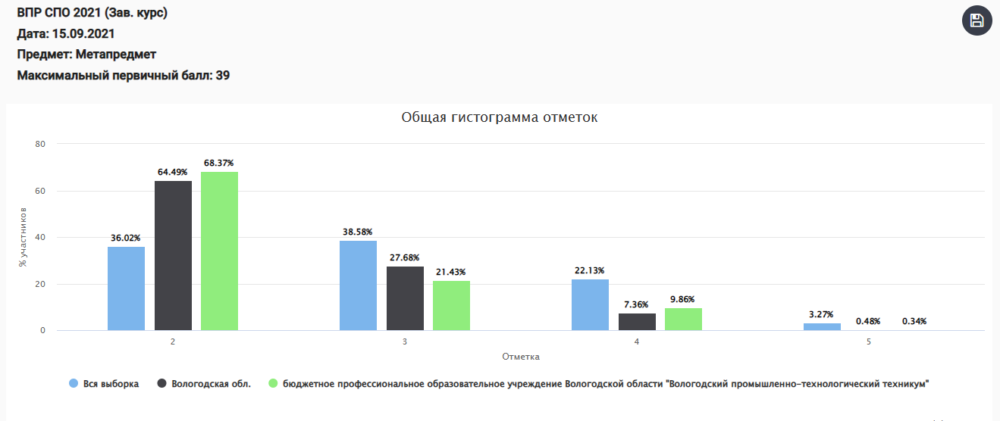 ВПР СПО 2021 (Зав. курс)
Дата: 15.09.2021
Предмет: Метапредмет
Максимальный первичный балл: 39
Общая гистограмма отметок
% участников
80
60
40
20
0
36.02%
64.49%
68.37%
38.58%
27.68%
21.43%
22.13%
7.36%
9.86%
3.27%
0.48%
0.34%
2
3
4
5
Отметка
Вся выборка
Вологодская обл.
бюджетное профессиональное образовательное учреждение Вологодской области "Вологодский промышленно-технологический техникум"